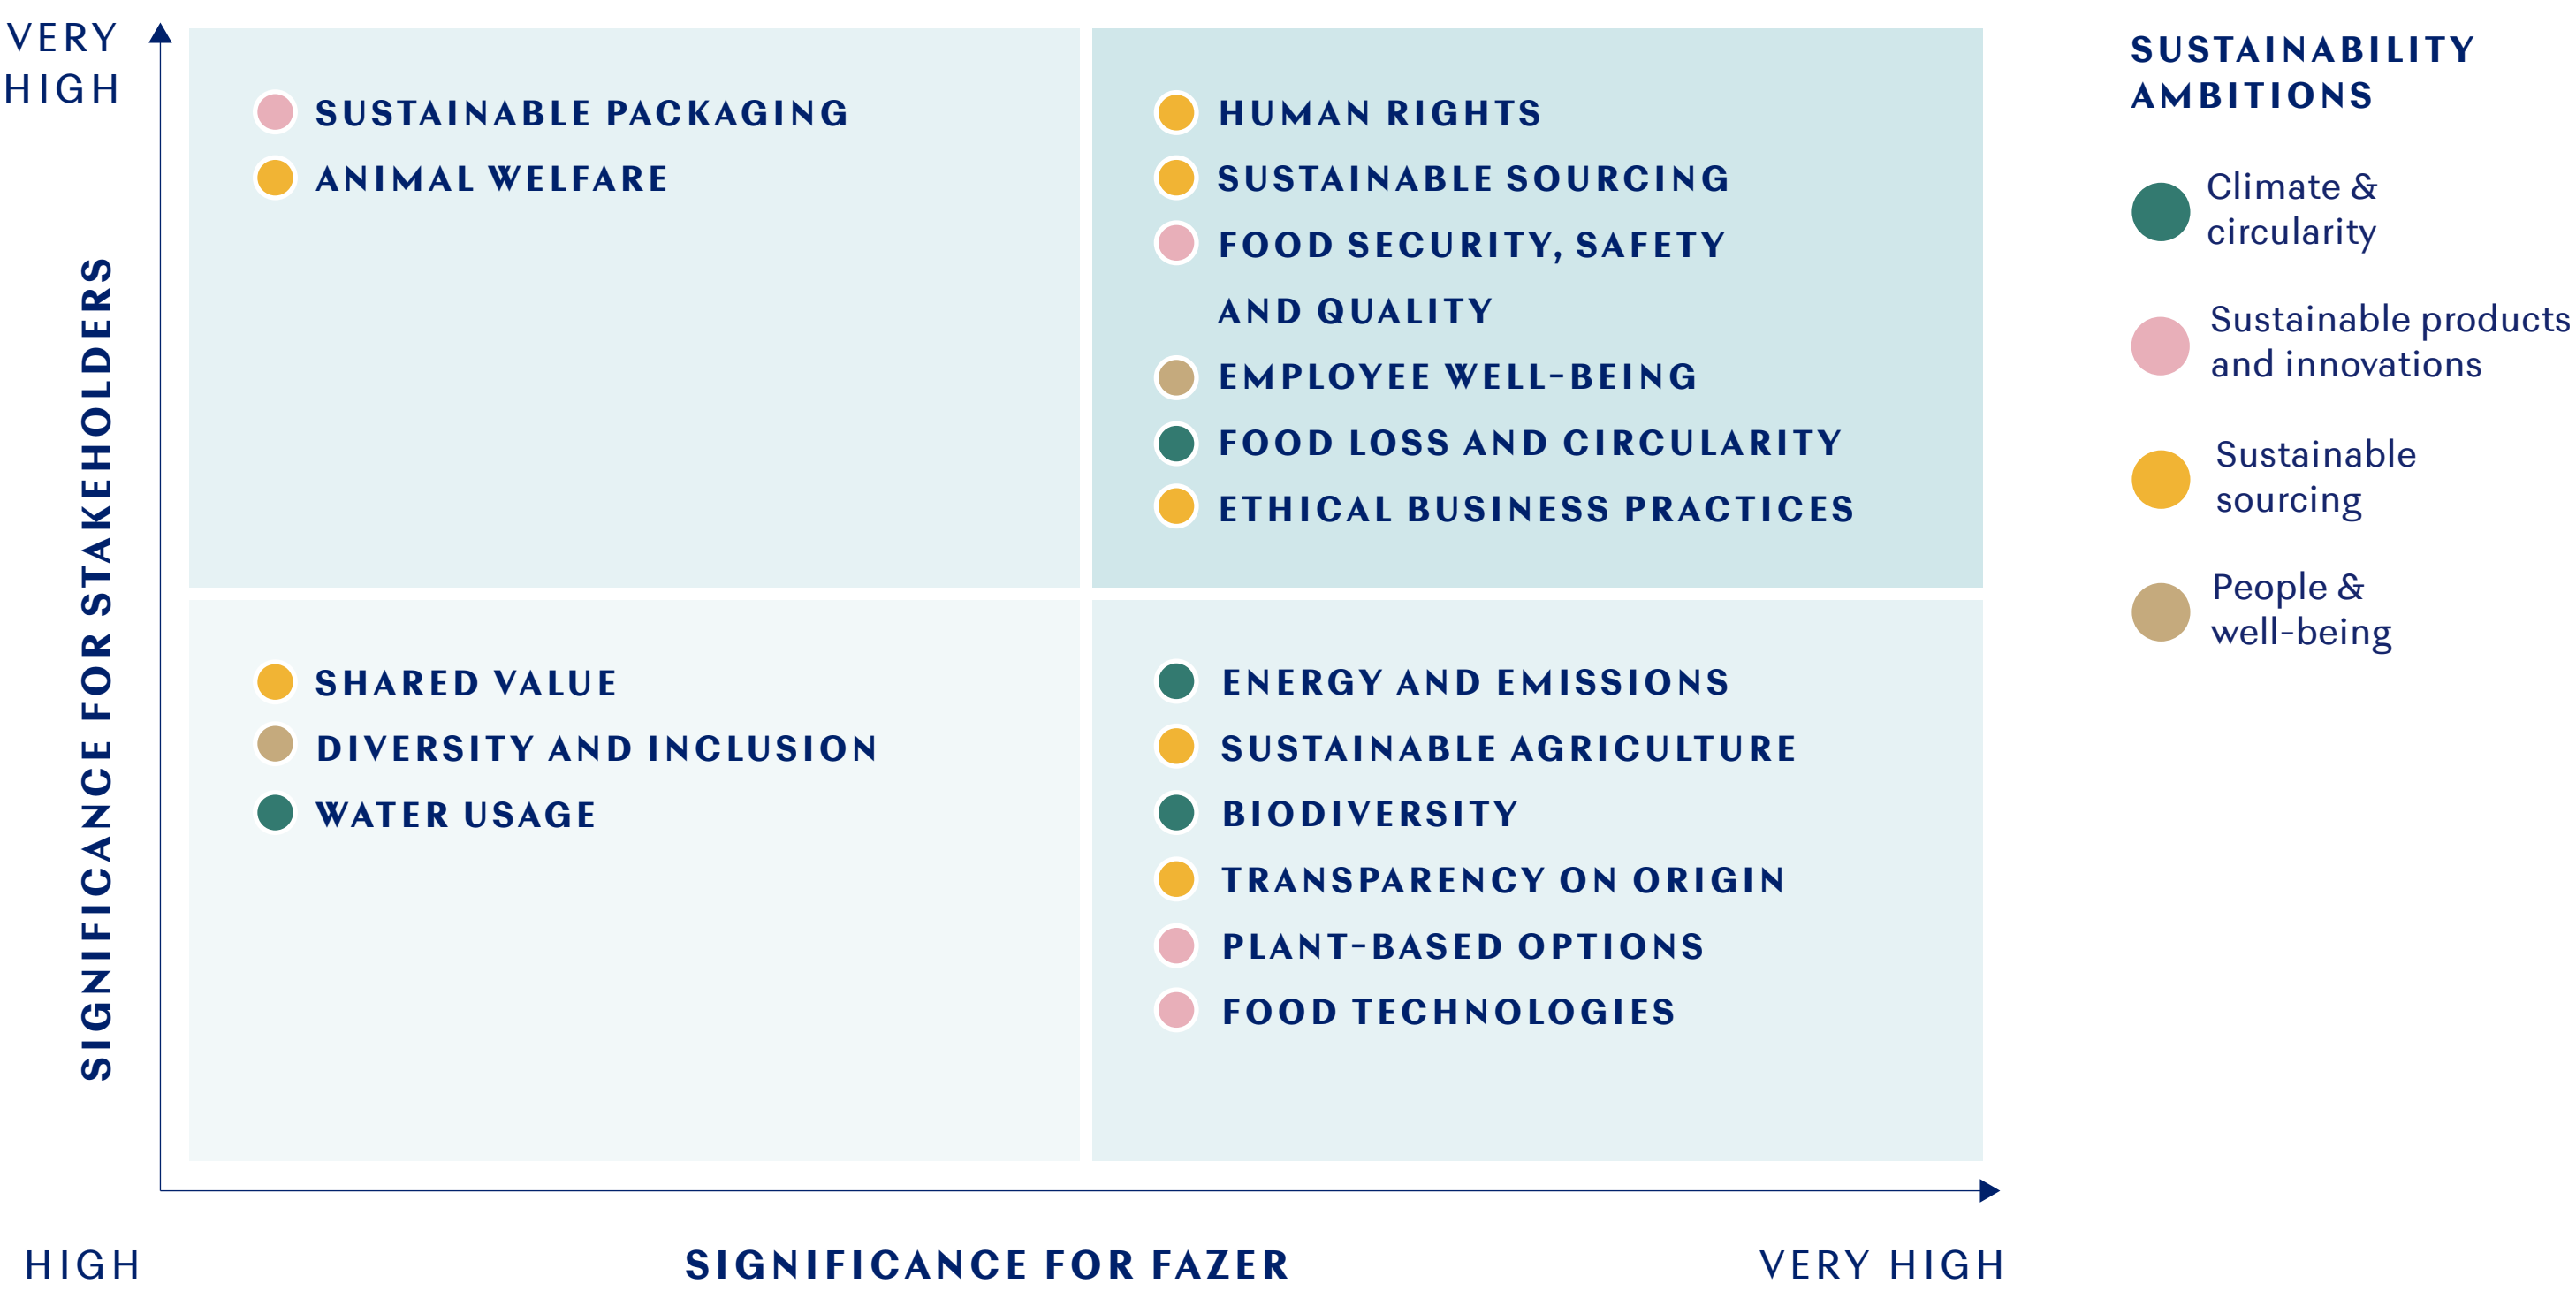 VERY
HIGH
SIGNIFICANCE FOR STAKEHOLDERS
SUSTAINABLE PACKAGING
ANIMAL WELFARE
HUMAN RIGHTS
SUSTAINABLE SOURCING
FOOD SECURITY, SAFETY
AND QUALITY
EMPLOYEE WELL-BEING
FOOD LOSS AND CIRCULARITY
ETHICAL BUSINESS PRACTICES
SHARED VALUE
DIVERSITY AND INCLUSION
WATER USAGE
ENERGY AND EMISSIONS
SUSTAINABLE AGRICULTURE
BIODIVERSITY
TRANSPARENCY ON ORIGIN
PLANT-BASED OPTIONS
FOOD TECHNOLOGIES
HIGH
SIGNIFICANCE FOR FAZER
VERY HIGH
SUSTAINABILITY
AMBITIONS
Climate &
circularity
Sustainable products
and innovations
Sustainable
sourcing
People &
well-being